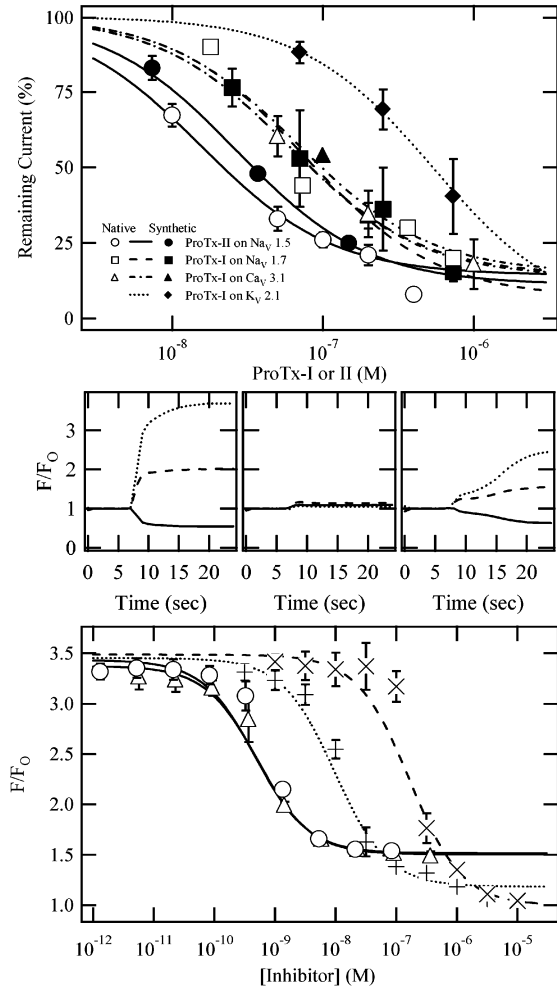 100
75
50
25
0
Remaining Current (%)
Native Synthetic
ProTx-II on NaV 1.5
ProTx-I on NaV 1.7
ProTx-I on CaV 3.1
ProTx-I on KV 2.1
10-8 10-7 10-6
ProTx-I or II (M)
3
2
1
0
F/FO
0 5 10 15 20
0 5 10 15 20
0 5 10 15 20
Time (sec) Time (sec) Time (sec)
3.5
3.0
2.5
2.0
1.5
1.0
F/FO
10-12 10-11 10-10 10-9 10-8 10-7 10-6 10-5
[Inhibitor] (M)